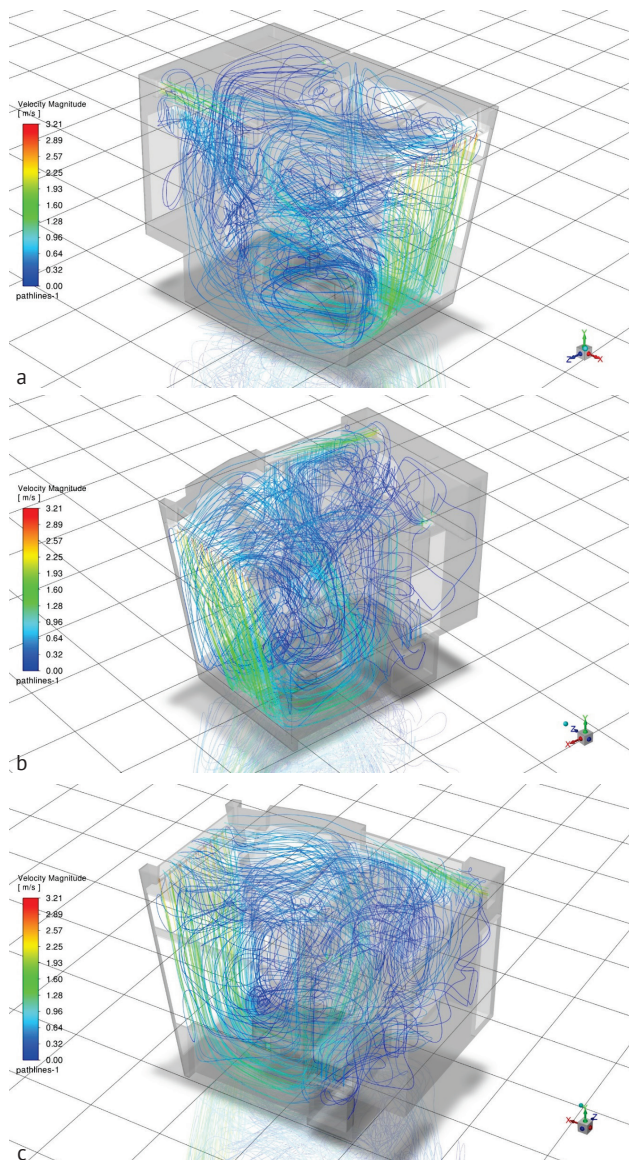 Velocity Magnitude
[ m/s ]
3.21
2.89
2.57
2.25
1.93
1.60
1.28
0.96
0.64
0.32
0.00
pathlines-1
Y
Z
X
a
Velocity Magnitude
[ m/s ]
3.21
2.89
2.57
2.25
1.93
1.60
1.28
0.96
0.64
0.32
0.00
pathlines-1
Y
Z
X
b
Velocity Magnitude
[ m/s ]
3.21
2.89
2.57
2.25
1.93
1.60
1.28
0.96
0.64
0.32
0.00
pathlines-1
X
Z
c